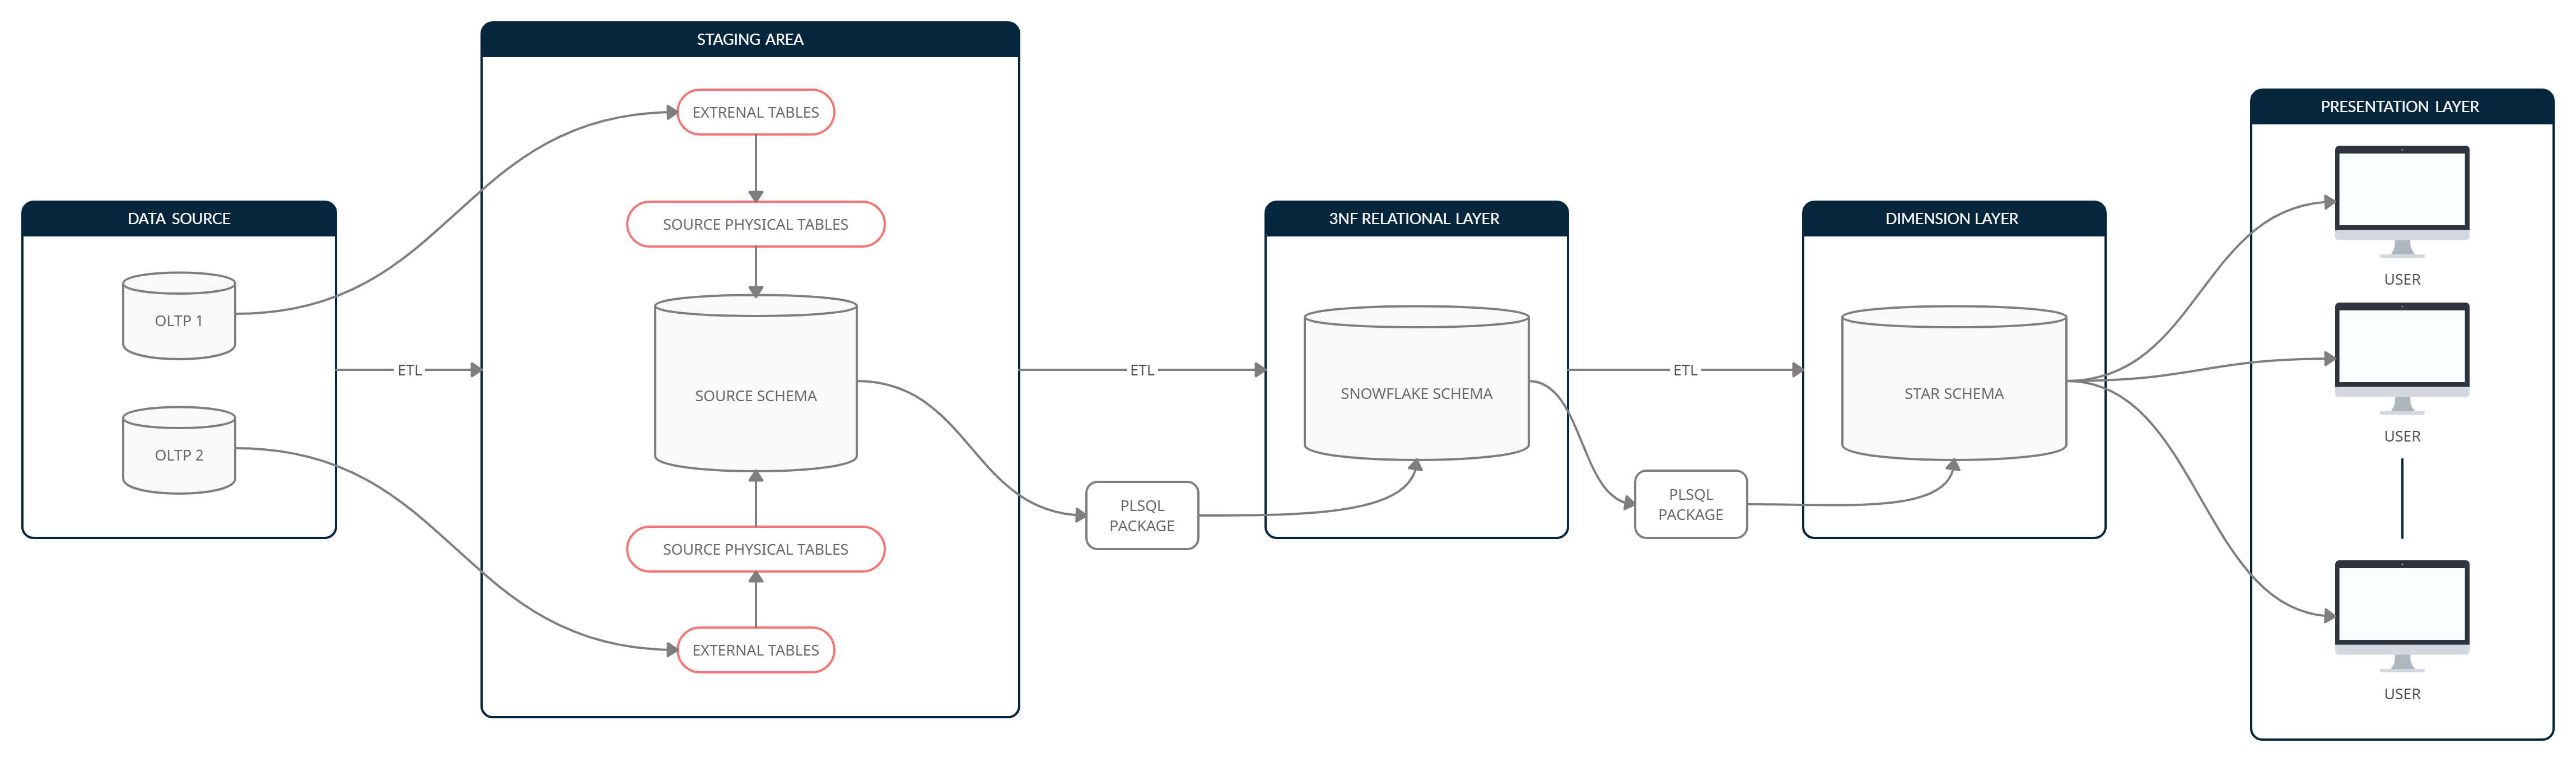 DATA SOURCE
OLTP 1
OLTP 2
ETL
STAGING AREA
EXTRENAL TABLES
SOURCE PHYSICAL TABLES
SOURCE SCHEMA
SOURCE PHYSICAL TABLES
EXTERNAL TABLES
ETL
PLSQL
PACKAGE
3NF RELATIONAL LAYER
SNOWFLAKE SCHEMA
ETL
PLSQL
PACKAGE
DIMENSION LAYER
STAR SCHEMA
PRESENTATION LAYER
USER
USER
USER